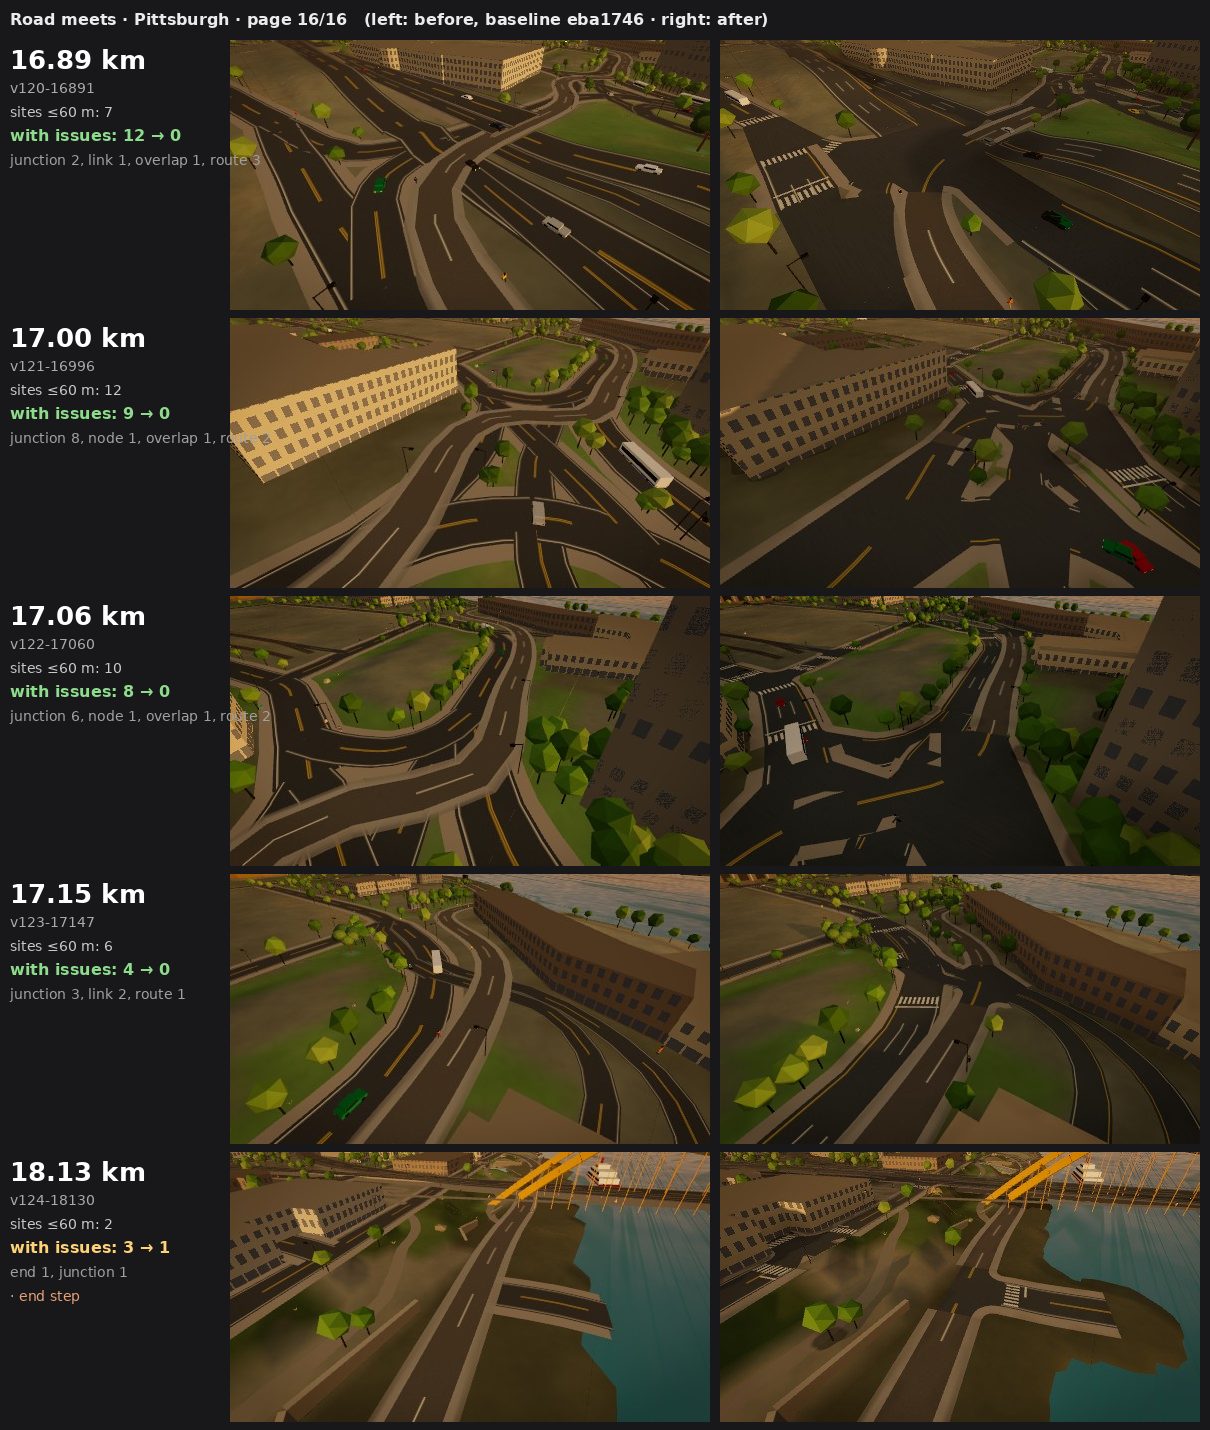 Road meets · Pittsburgh · page 16/16 (left: before, baseline eba1746 · right: after)
16.89 km
v120-16891
sites ≤60 m: 7
with issues: 12 → 0
junction 2, link 1, overlap 1, route 3
17.00 km
v121-16996
sites ≤60 m: 12
with issues: 9 → 0
junction 8, node 1, overlap 1, route 2
17.06 km
v122-17060
sites ≤60 m: 10
with issues: 8 → 0
junction 6, node 1, overlap 1, route 2
17.15 km
v123-17147
sites ≤60 m: 6
with issues: 4 → 0
junction 3, link 2, route 1
18.13 km
v124-18130
sites ≤60 m: 2
with issues: 3 → 1
end 1, junction 1
· end step